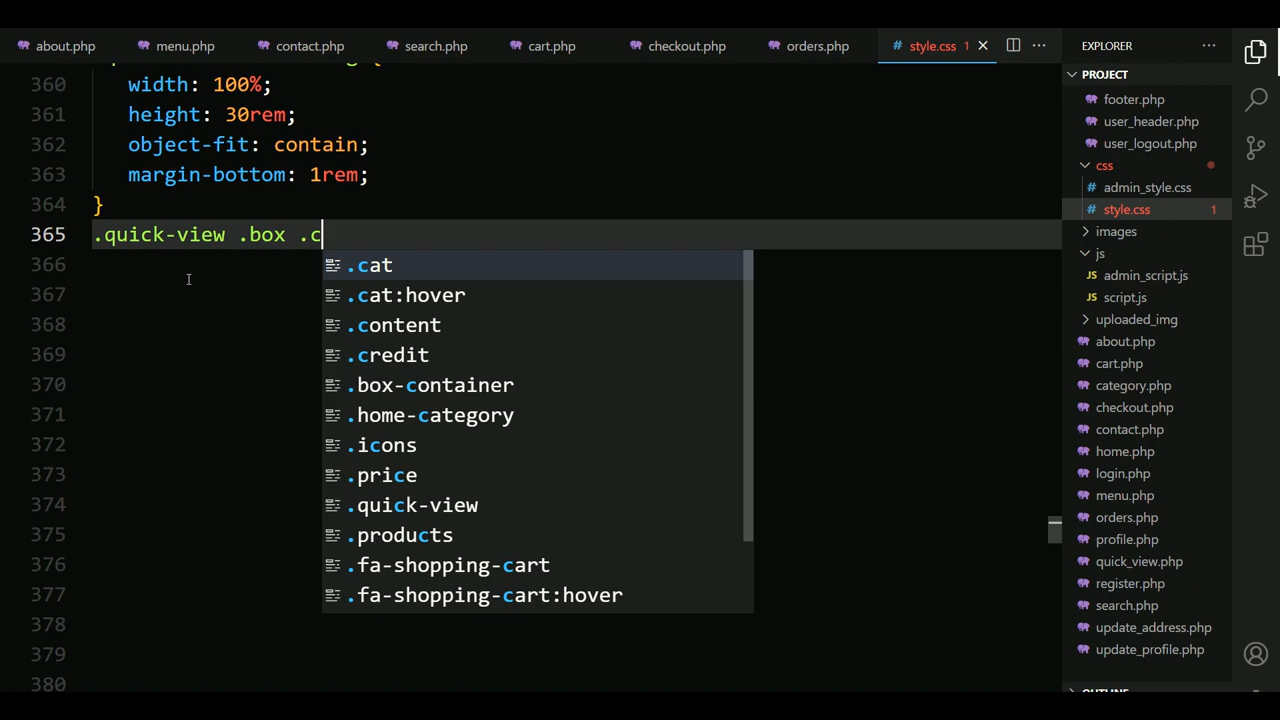 about.php menu.php contact.php search.php cart.php checkout.php orders.php # style.css 1 EXPLORER
360 width: 100%;
361 height: 30rem;
362 object-fit: contain;
363 margin-bottom: 1rem;
364 }
365 .quick-view .box .c
366 .cat
367 .cat:hover
368 .content
369 .credit
370 .box-container
371 .home-category
372 .icons
373 .price
374 .quick-view
375 .products
376 .fa-shopping-cart
377 .fa-shopping-cart:hover
378
379
380
PROJECT
footer.php
user_header.php
user_logout.php
css
# admin_style.css
# style.css 1
images
js
JS admin_script.js
JS script.js
uploaded_img
about.php
cart.php
category.php
checkout.php
contact.php
home.php
login.php
menu.php
orders.php
profile.php
quick_view.php
register.php
search.php
update_address.php
update_profile.php
OUTLINE